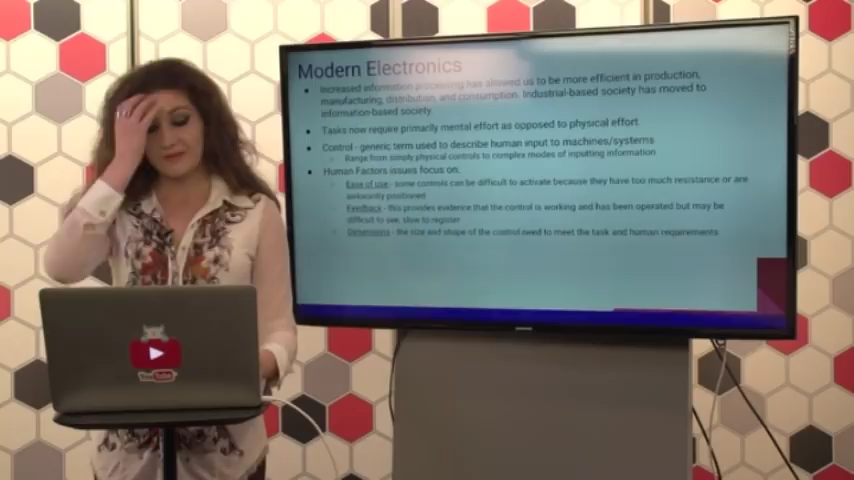 Modern Electronics
• Increased information processing has allowed us to be more efficient in production,
manufacturing, distribution, and consumption. Industrial-based society has moved to
information-based society.
• Tasks now require primarily mental effort as opposed to physical effort
• Control - generic term used to describe human input to machines/systems
○ Range from simply physical controls to complex modes of inputting information
• Human Factors issues focus on:
○ Ease of use - some controls can be difficult to activate because they have too much resistance or are
awkwardly positioned
Feedback - this provides evidence that the control is working and has been operated but may be
difficult to see, slow to register
○ Dimensions - the size and shape of the control need to meet the task and human requirements
YouTube